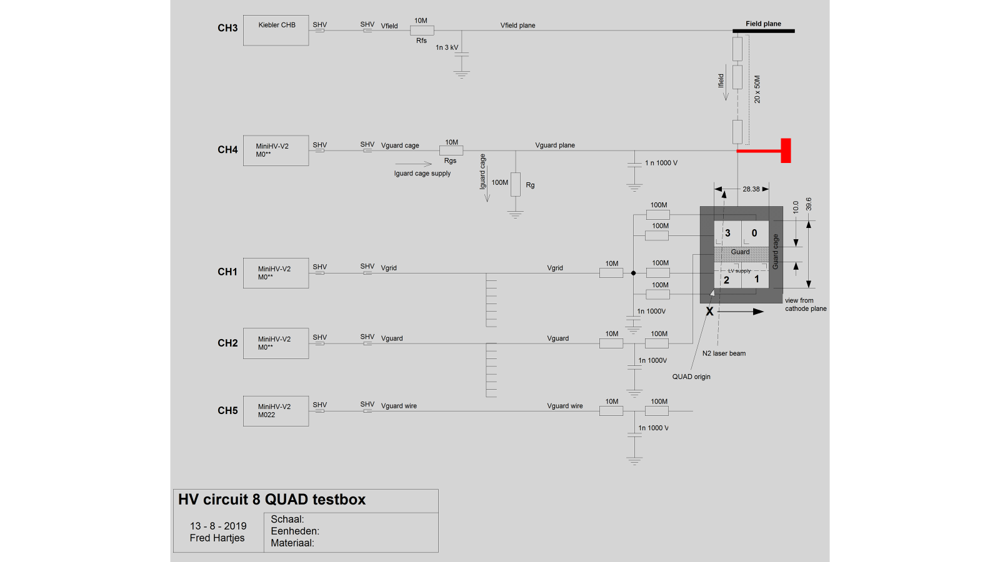 CH3
Kiebler CHB
SHV
SHV
Vfield
10M
Rfs
1n 3 kV
Vfield plane
Field plane
Ifield
20 x 50M
CH4
MiniHV-V2
M0**
SHV
SHV
Vguard cage
10M
Rgs
Iguard cage supply
Iguard cage
100M
Rg
Vguard plane
1 n 1000 V
28.38
10.0
39.6
100M
100M
3
0
Guard
Guard cage
LV supply
2
1
view from
cathode plane
X
CH1
MiniHV-V2
M0**
SHV
SHV
Vgrid
Vgrid
10M
100M
100M
1n 1000V
CH2
MiniHV-V2
M0**
SHV
SHV
Vguard
Vguard
10M
100M
1n 1000V
N2 laser beam
QUAD origin
CH5
MiniHV-V2
M022
SHV
SHV
Vguard wire
Vguard wire
10M
100M
1n 1000 V
HV circuit 8 QUAD testbox
13 - 8 - 2019
Fred Hartjes
Schaal:
Eenheden:
Materiaal: